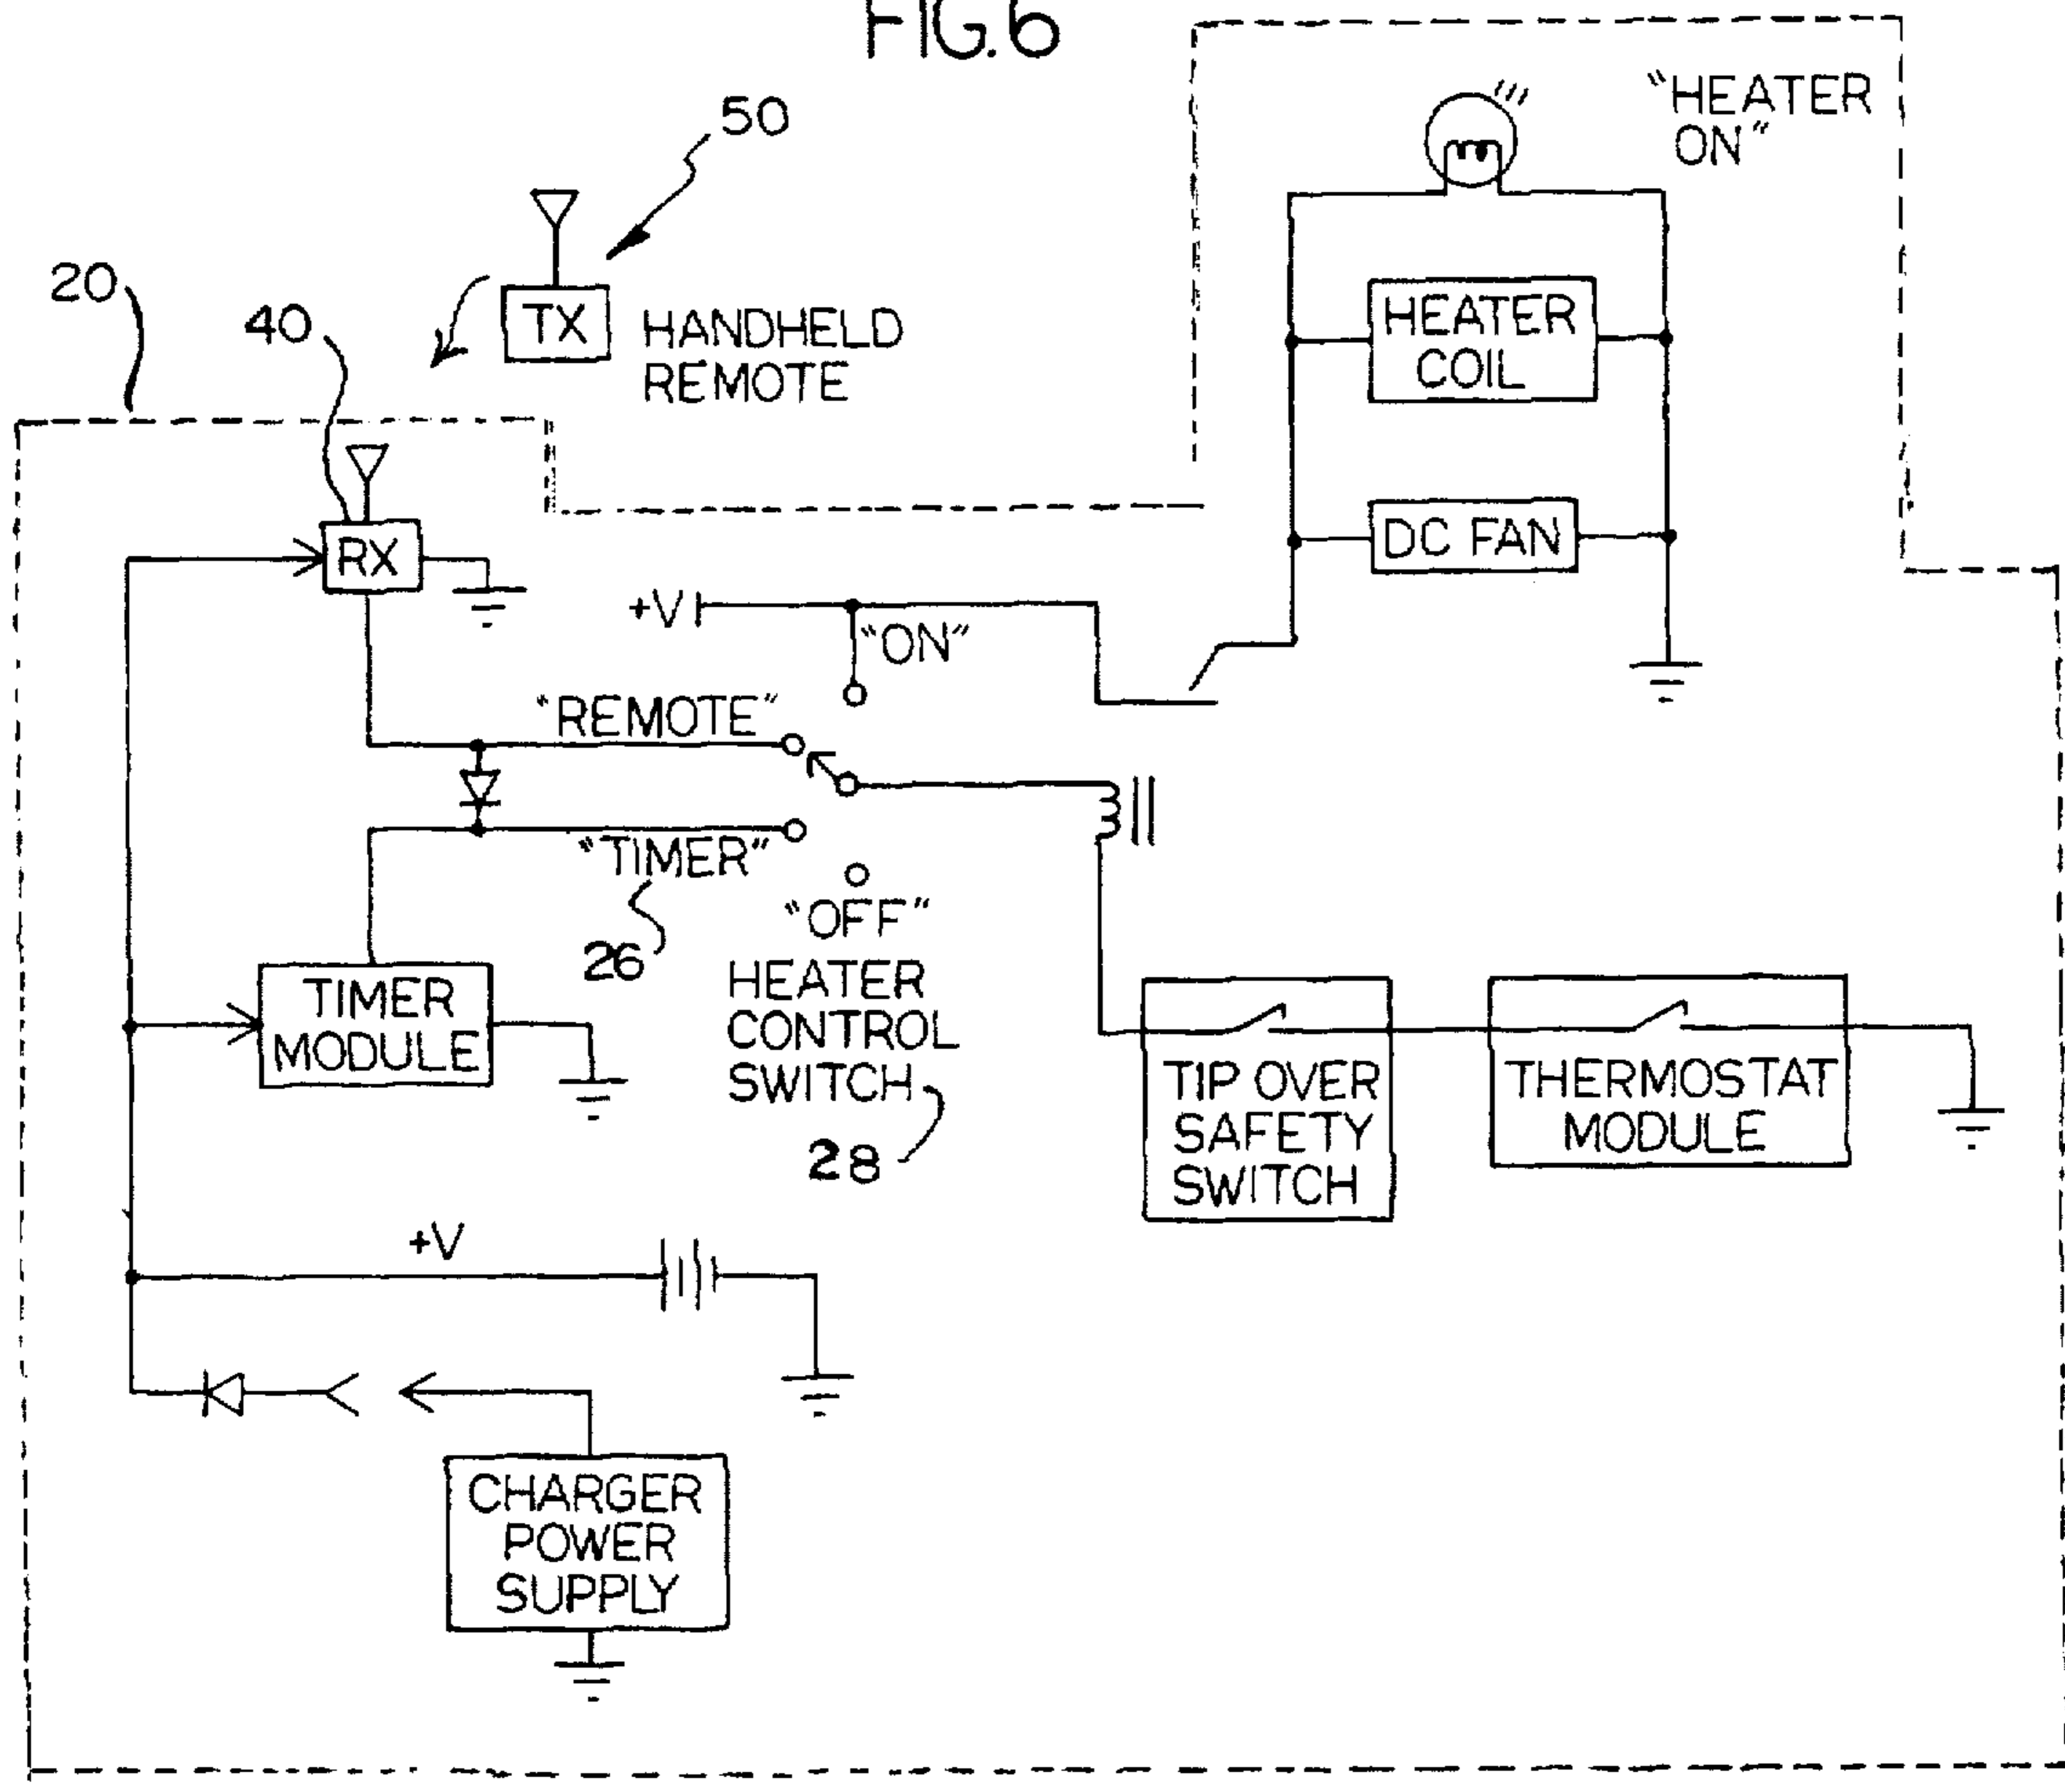 FIG.6
50
"HEATER
ON"
20
40
TX
HANDHELD
REMOTE
HEATER
COIL
DC FAN
RX
+V
"ON"
"REMOTE"
"TIMER"
26
"OFF"
HEATER
CONTROL
SWITCH
28
TIMER
MODULE
TIP OVER
SAFETY
SWITCH
THERMOSTAT
MODULE
+V
CHARGER
POWER
SUPPLY